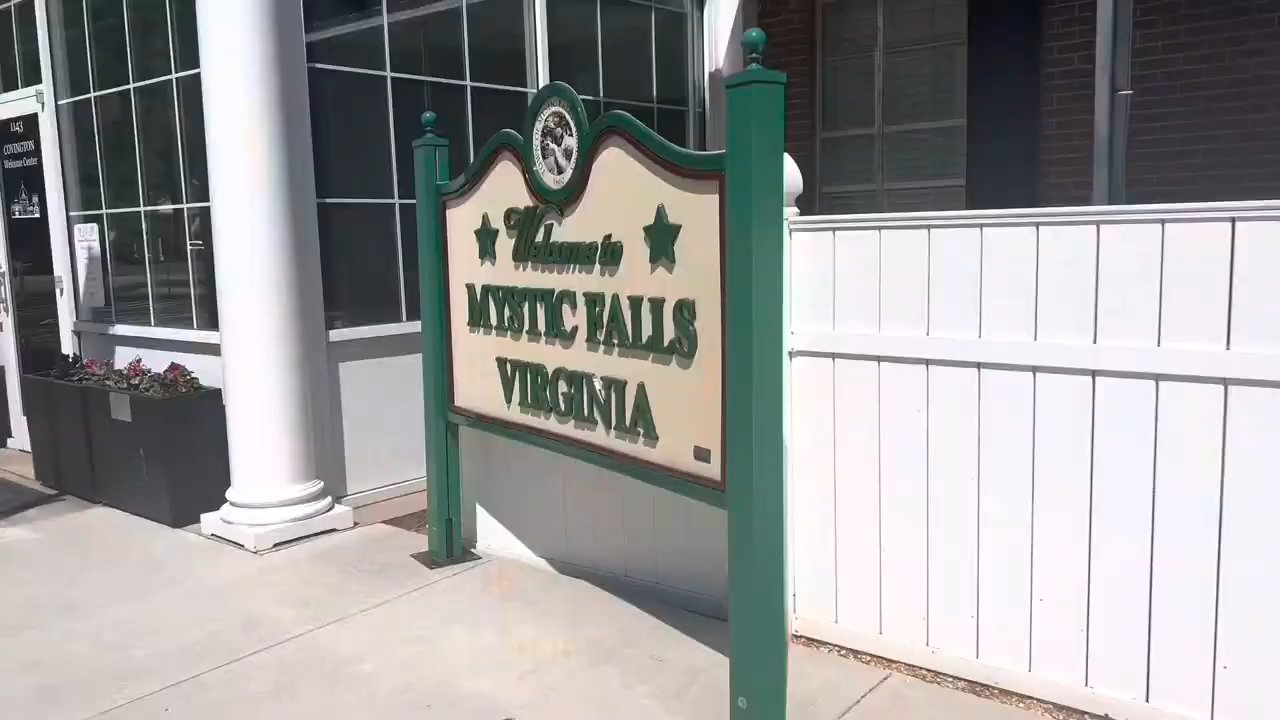 1143
COVINGTON
Welcome Center
Welcome to
MYSTIC FALLS
VIRGINIA